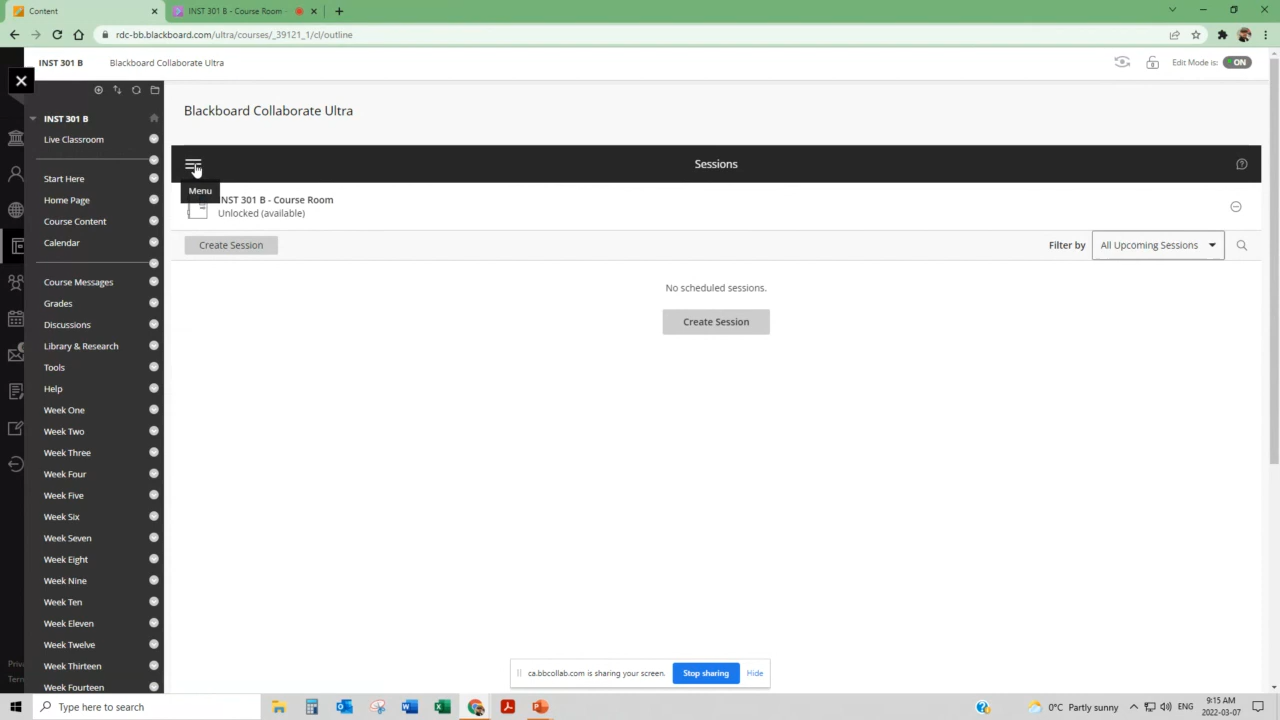 Content
INST 301 B - Course Room
rdc-bb.blackboard.com/ultra/courses/_39121_1/cl/outline
INST 301 B
Blackboard Collaborate Ultra
Edit Mode is:
ON
INST 301 B
Live Classroom
Start Here
Home Page
Course Content
Calendar
Course Messages
Grades
Discussions
Library & Research
Tools
Help
Week One
Week Two
Week Three
Week Four
Week Five
Week Six
Week Seven
Week Eight
Week Nine
Week Ten
Week Eleven
Week Twelve
Week Thirteen
Week Fourteen
Blackboard Collaborate Ultra
Sessions
Menu
INST 301 B - Course Room
Unlocked (available)
Create Session
Filter by
All Upcoming Sessions
No scheduled sessions.
Create Session
ca.bbcollab.com is sharing your screen.
Stop sharing
Hide
Type here to search
0°C Partly sunny
ENG
9:15 AM
2022-03-07